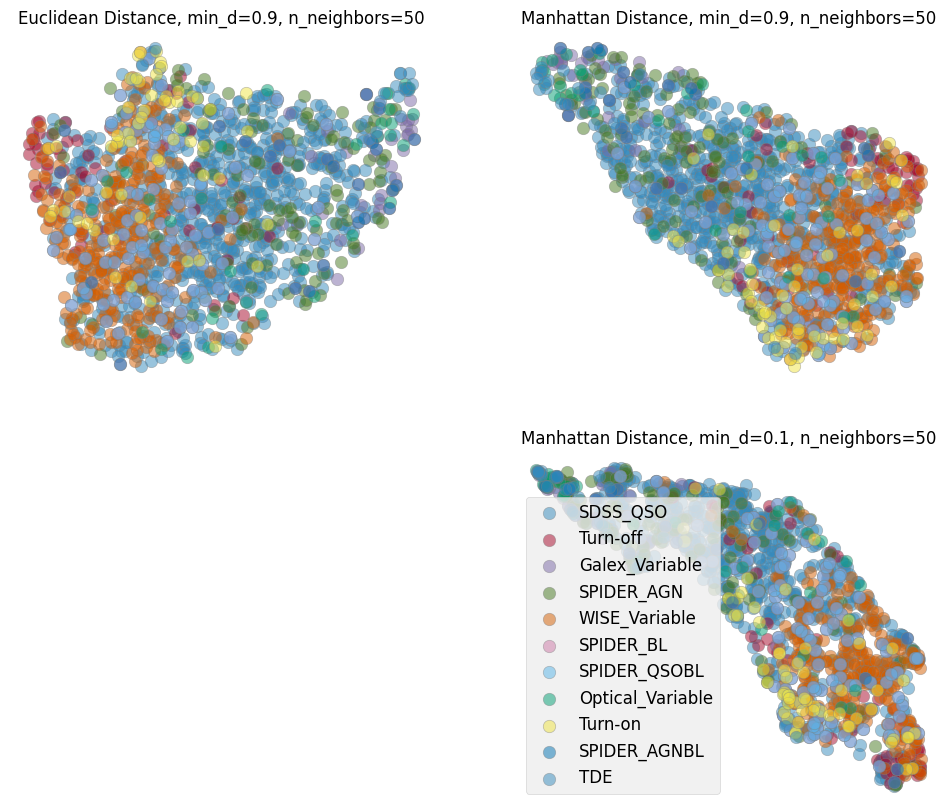 Euclidean Distance, min_d=0.9, n_neighbors=50
Manhattan Distance, min_d=0.9, n_neighbors=50
Manhattan Distance, min_d=0.1, n_neighbors=50
SDSS_QSO
Turn-off
Galex_Variable
SPIDER_AGN
WISE_Variable
SPIDER_BL
SPIDER_QSOBL
Optical_Variable
Turn-on
SPIDER_AGNBL
TDE